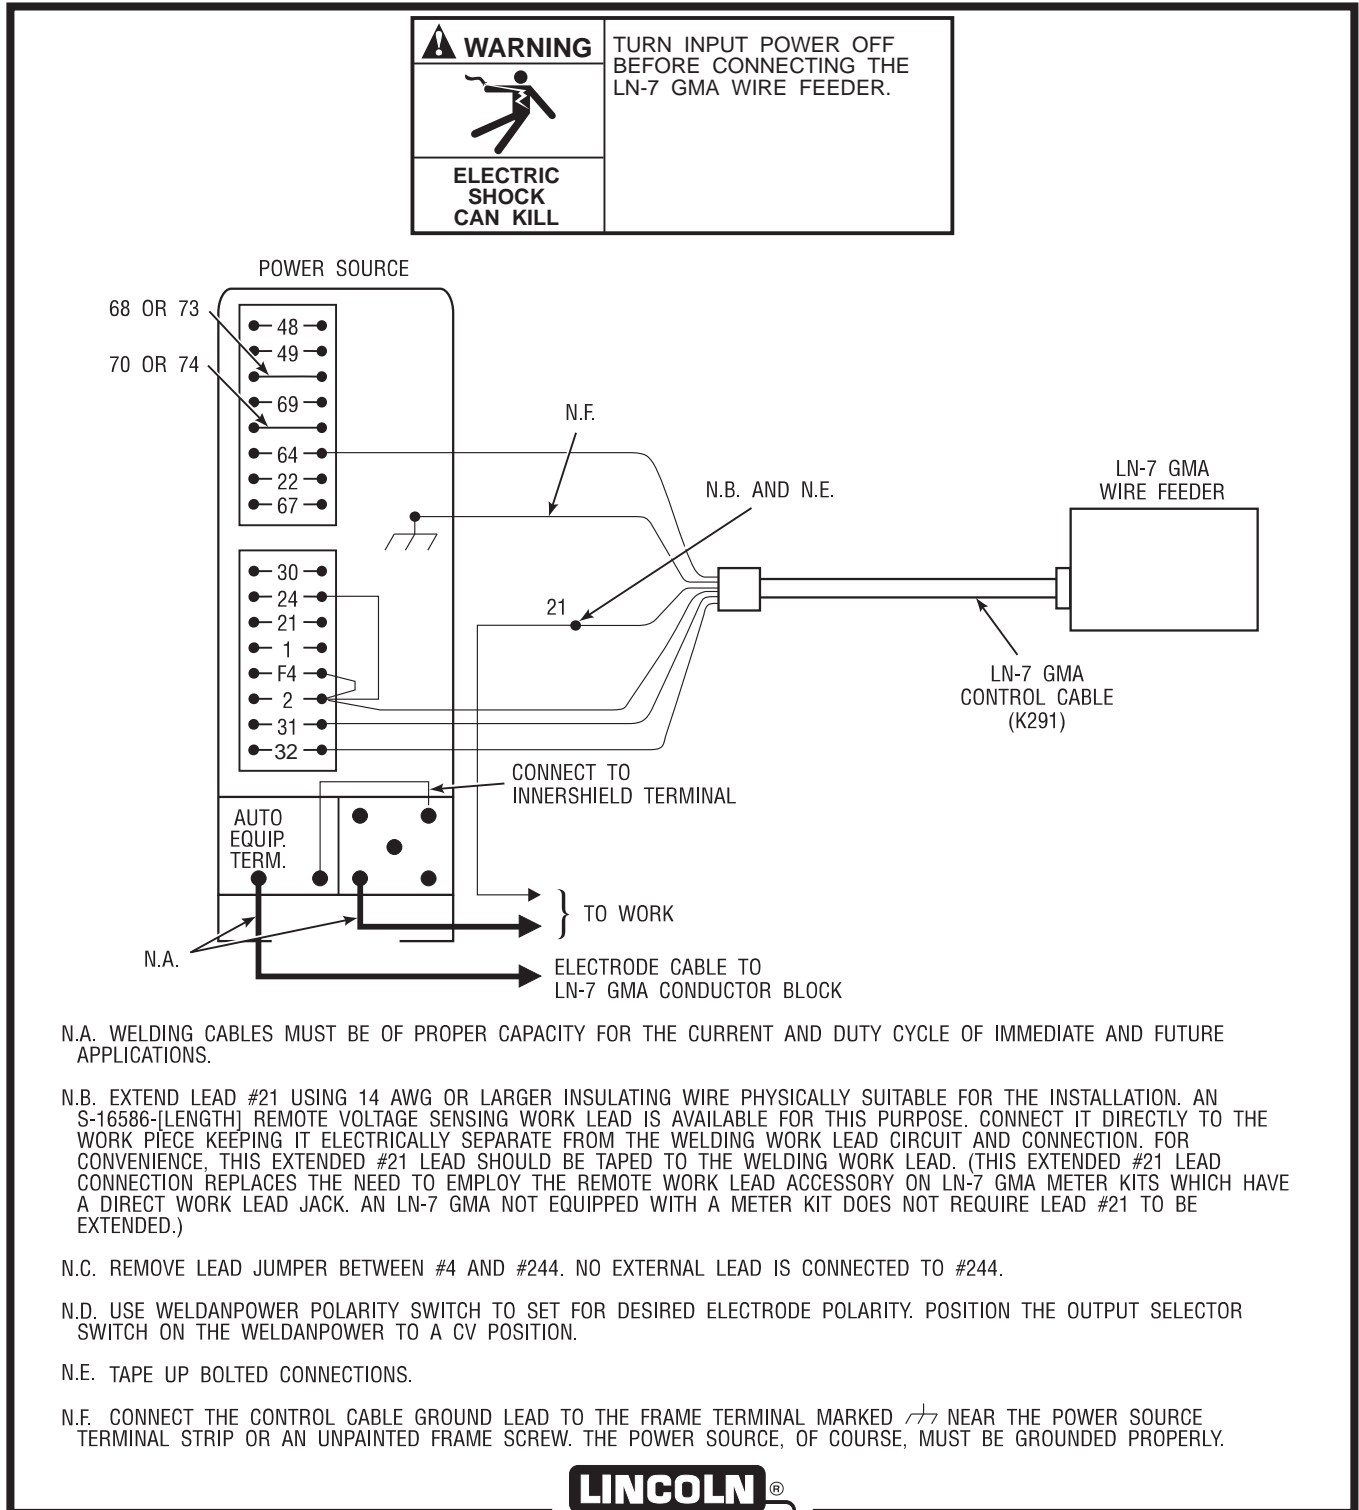 WARNING
TURN INPUT POWER OFF
BEFORE CONNECTING THE
LN-7 GMA WIRE FEEDER.
ELECTRIC
SHOCK
CAN KILL
POWER SOURCE
68 OR 73
70 OR 74
48
49
69
64
22
67
30
24
21
1
F4
2
31
32
N.F.
N.B. AND N.E.
21
LN-7 GMA
WIRE FEEDER
LN-7 GMA
CONTROL CABLE
(K291)
CONNECT TO
INNERSHIELD TERMINAL
AUTO
EQUIP.
TERM.
TO WORK
N.A.
ELECTRODE CABLE TO
LN-7 GMA CONDUCTOR BLOCK
N.A. WELDING CABLES MUST BE OF PROPER CAPACITY FOR THE CURRENT AND DUTY CYCLE OF IMMEDIATE AND FUTURE
APPLICATIONS.
N.B. EXTEND LEAD #21 USING 14 AWG OR LARGER INSULATING WIRE PHYSICALLY SUITABLE FOR THE INSTALLATION. AN
S-16586-[LENGTH] REMOTE VOLTAGE SENSING WORK LEAD IS AVAILABLE FOR THIS PURPOSE. CONNECT IT DIRECTLY TO THE
WORK PIECE KEEPING IT ELECTRICALLY SEPARATE FROM THE WELDING WORK LEAD CIRCUIT AND CONNECTION. FOR
CONVENIENCE, THIS EXTENDED #21 LEAD SHOULD BE TAPED TO THE WELDING WORK LEAD. (THIS EXTENDED #21 LEAD
CONNECTION REPLACES THE NEED TO EMPLOY THE REMOTE WORK LEAD ACCESSORY ON LN-7 GMA METER KITS WHICH HAVE
A DIRECT WORK LEAD JACK. AN LN-7 GMA NOT EQUIPPED WITH A METER KIT DOES NOT REQUIRE LEAD #21 TO BE
EXTENDED.)
N.C. REMOVE LEAD JUMPER BETWEEN #4 AND #244. NO EXTERNAL LEAD IS CONNECTED TO #244.
N.D. USE WELDANPOWER POLARITY SWITCH TO SET FOR DESIRED ELECTRODE POLARITY. POSITION THE OUTPUT SELECTOR
SWITCH ON THE WELDANPOWER TO A CV POSITION.
N.E. TAPE UP BOLTED CONNECTIONS.
N.F. CONNECT THE CONTROL CABLE GROUND LEAD TO THE FRAME TERMINAL MARKED NEAR THE POWER SOURCE
TERMINAL STRIP OR AN UNPAINTED FRAME SCREW. THE POWER SOURCE, OF COURSE, MUST BE GROUNDED PROPERLY.
LINCOLN ®